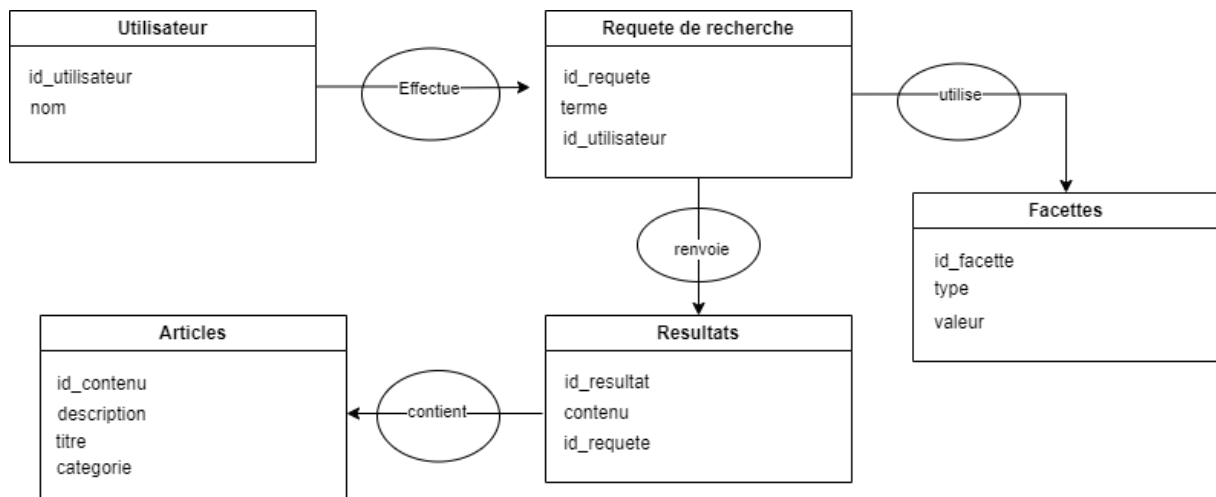 Utilisateur
id_utilisateur
nom
Effectue
Requete de recherche
id_requete
terme
id_utilisateur
utilise
Facettes
id_facette
type
valeur
renvoie
Resultats
id_resultat
contenu
id_requete
contient
Articles
id_contenu
description
titre
categorie